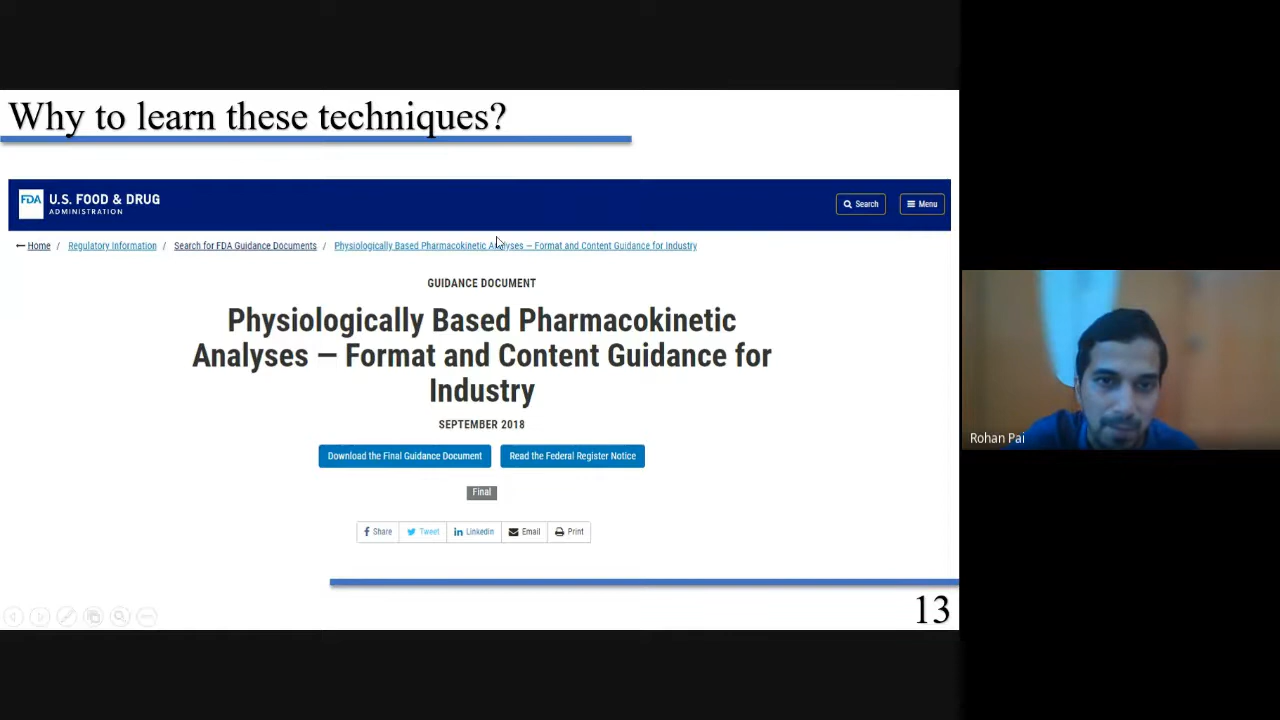 Why to learn these techniques?
FDA U.S. FOOD & DRUG
ADMINISTRATION
Search
Menu
Home / Regulatory Information / Search for FDA Guidance Documents / Physiologically Based Pharmacokinetic Analyses – Format and Content Guidance for Industry
GUIDANCE DOCUMENT
Physiologically Based Pharmacokinetic
Analyses — Format and Content Guidance for
Industry
SEPTEMBER 2018
Download the Final Guidance Document
Read the Federal Register Notice
Final
Share
Tweet
Linkedin
Email
Print
Rohan Pai
13